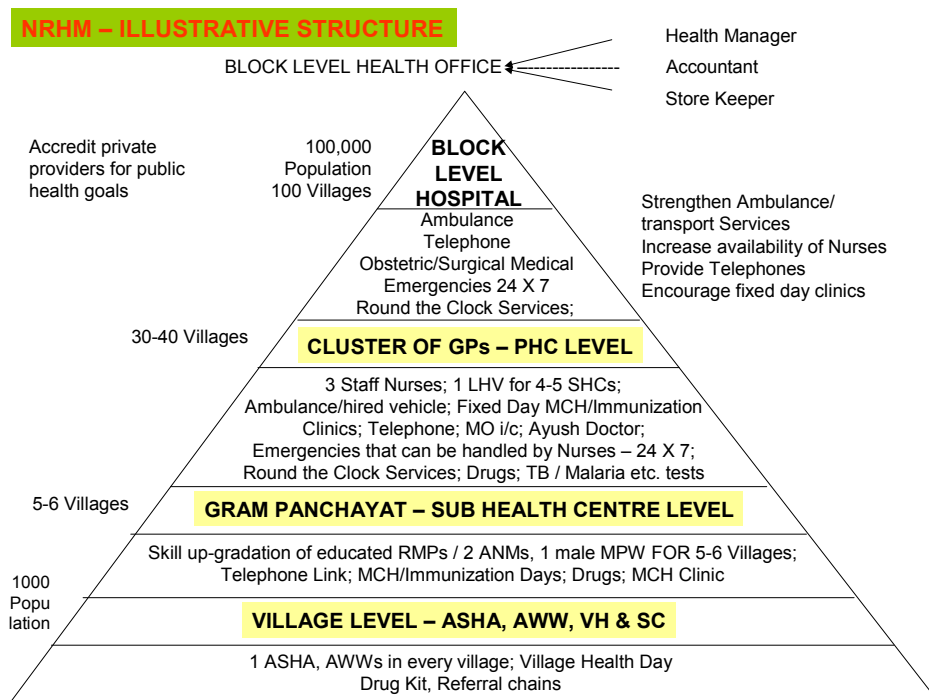 NRHM – ILLUSTRATIVE STRUCTURE
Health Manager
BLOCK LEVEL HEALTH OFFICE
Accountant
Store Keeper
Accredit private
providers for public
health goals
100,000
Population
100 Villages
BLOCK
LEVEL
HOSPITAL
Strengthen Ambulance/
transport Services
Increase availability of Nurses
Provide Telephones
Encourage fixed day clinics
Ambulance
Telephone
Obstetric/Surgical Medical
Emergencies 24 X 7
Round the Clock Services;
30-40 Villages
CLUSTER OF GPs – PHC LEVEL
3 Staff Nurses; 1 LHV for 4-5 SHCs;
Ambulance/hired vehicle; Fixed Day MCH/Immunization
Clinics; Telephone; MO i/c; Ayush Doctor;
Emergencies that can be handled by Nurses – 24 X 7;
Round the Clock Services; Drugs; TB / Malaria etc. tests
5-6 Villages
GRAM PANCHAYAT – SUB HEALTH CENTRE LEVEL
Skill up-gradation of educated RMPs / 2 ANMs, 1 male MPW FOR 5-6 Villages;
Telephone Link; MCH/Immunization Days; Drugs; MCH Clinic
1000
Popu
lation
VILLAGE LEVEL – ASHA, AWW, VH & SC
1 ASHA, AWWs in every village; Village Health Day
Drug Kit, Referral chains